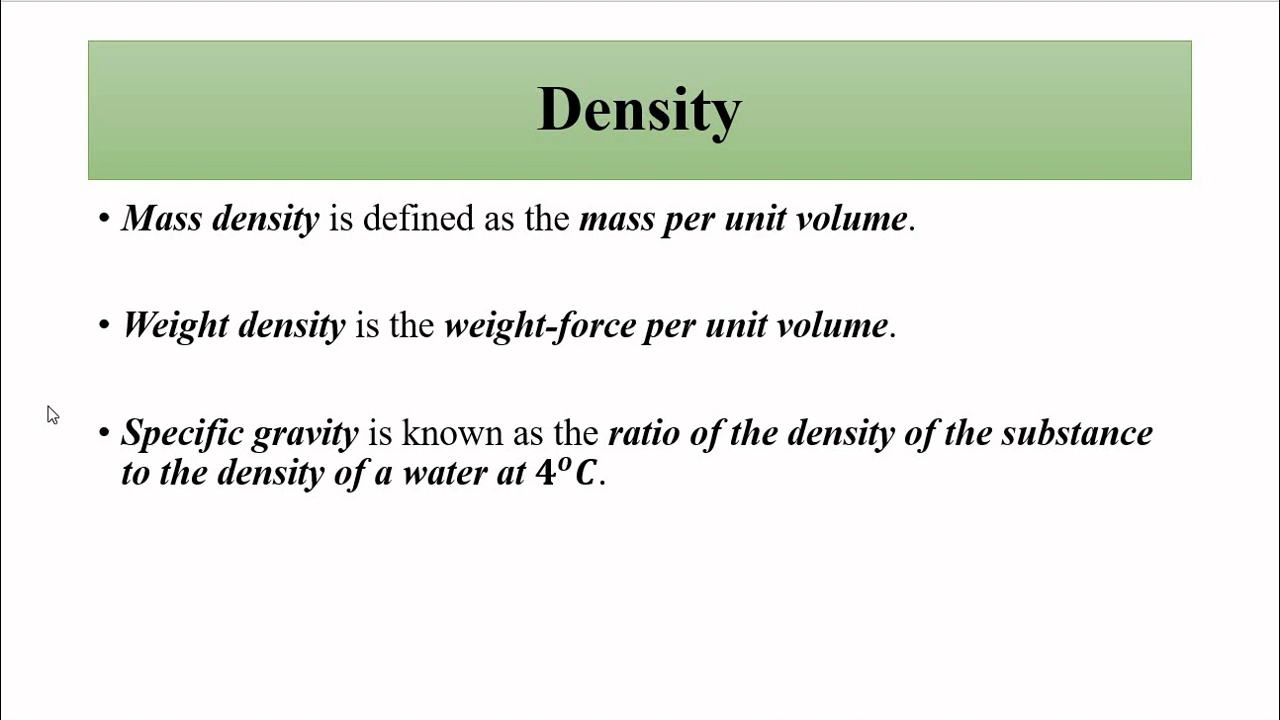 Density
• Mass density is defined as the mass per unit volume.
• Weight density is the weight-force per unit volume.
• Specific gravity is known as the ratio of the density of the substance
to the density of a water at 4°C.